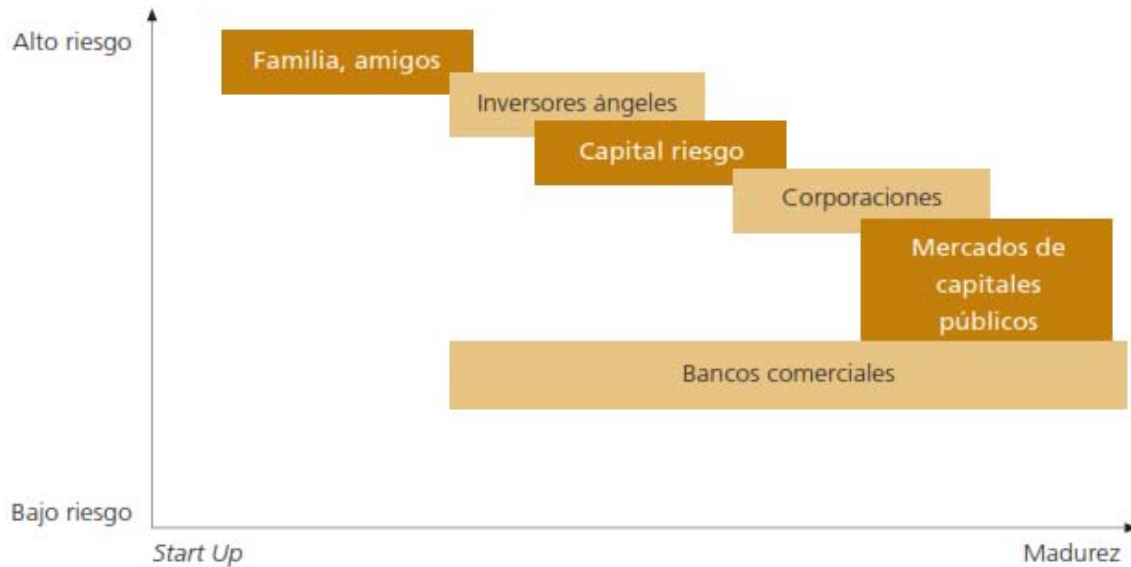 Alto riesgo
Familia, amigos
Inversores ángeles
Capital riesgo
Corporaciones
Mercados de
capitales
públicos
Bancos comerciales
Bajo riesgo
Start Up
Madurez